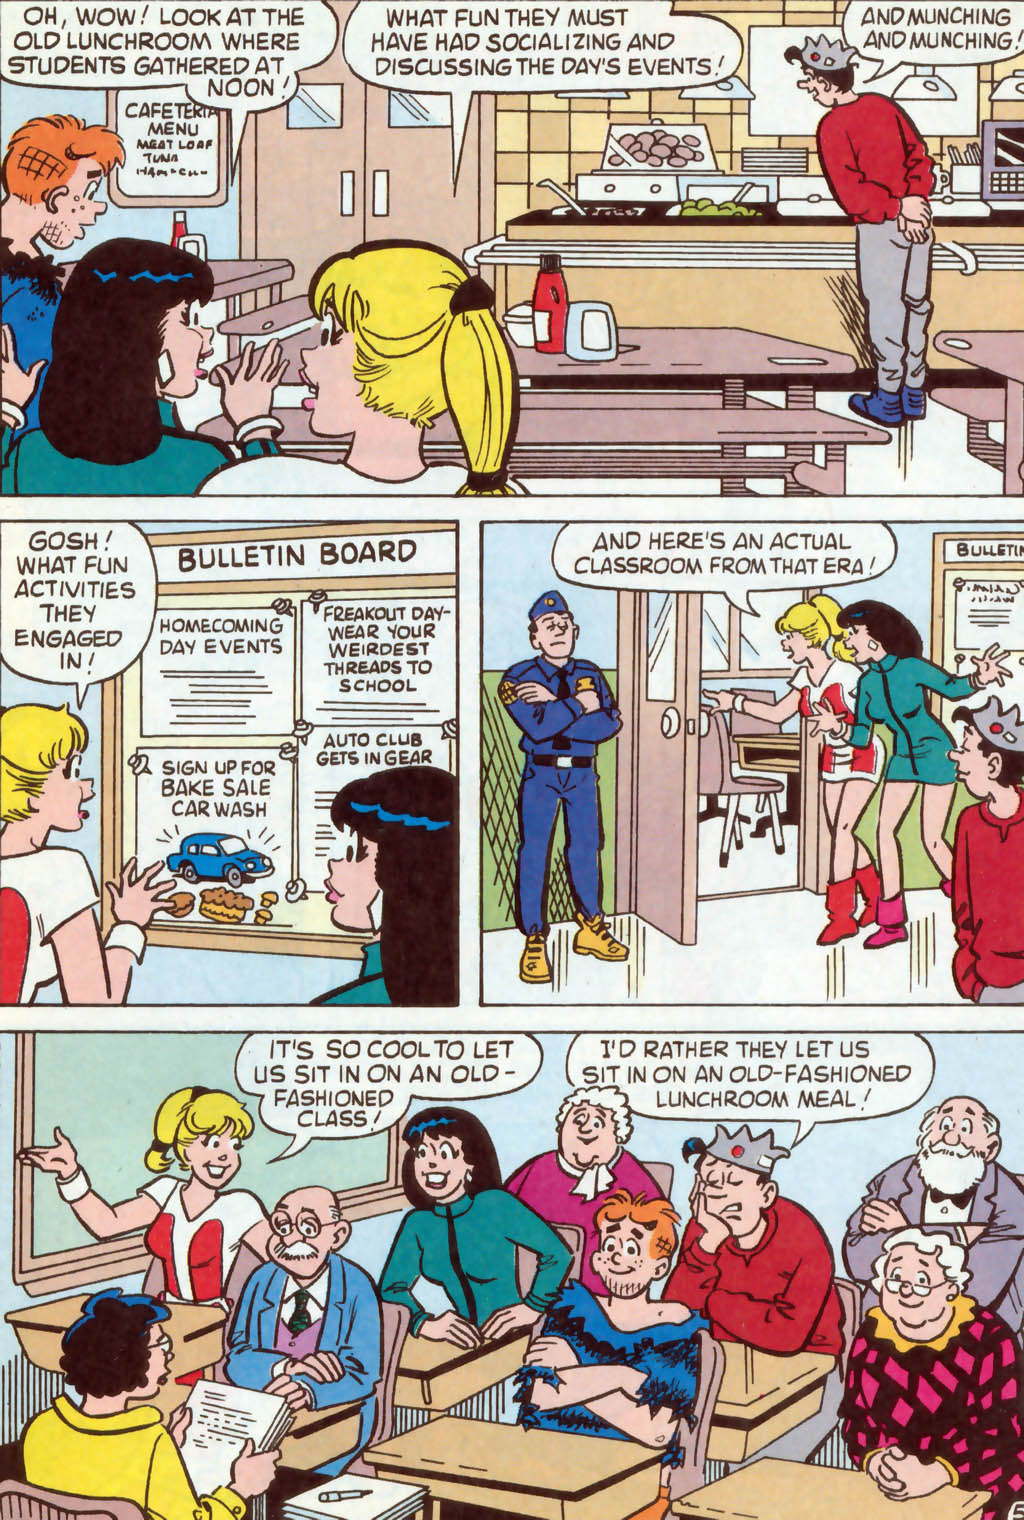 OH, WOW! LOOK AT THE
OLD LUNCHROOM WHERE
STUDENTS GATHERED AT
NOON!
WHAT FUN THEY MUST
HAVE HAD SOCIALIZING AND
DISCUSSING THE DAY'S EVENTS!
AND MUNCHING
AND MUNCHING!
CAFETERIA
MENU
MEAT LOAF
TUNA
GOSH!
WHAT FUN
ACTIVITIES
THEY
ENGAGED
IN!
BULLETIN BOARD
HOMECOMING
DAY EVENTS
FREAKOUT DAY-
WEAR YOUR
WEIRDEST
THREADS TO
SCHOOL
SIGN UP FOR
BAKE SALE
CAR WASH
AUTO CLUB
GETS IN GEAR
AND HERE'S AN ACTUAL
CLASSROOM FROM THAT ERA!
BULLETIN
IT'S SO COOL TO LET
US SIT IN ON AN OLD-
FASHIONED
CLASS!
I'D RATHER THEY LET US
SIT IN ON AN OLD-FASHIONED
LUNCHROOM MEAL!
5